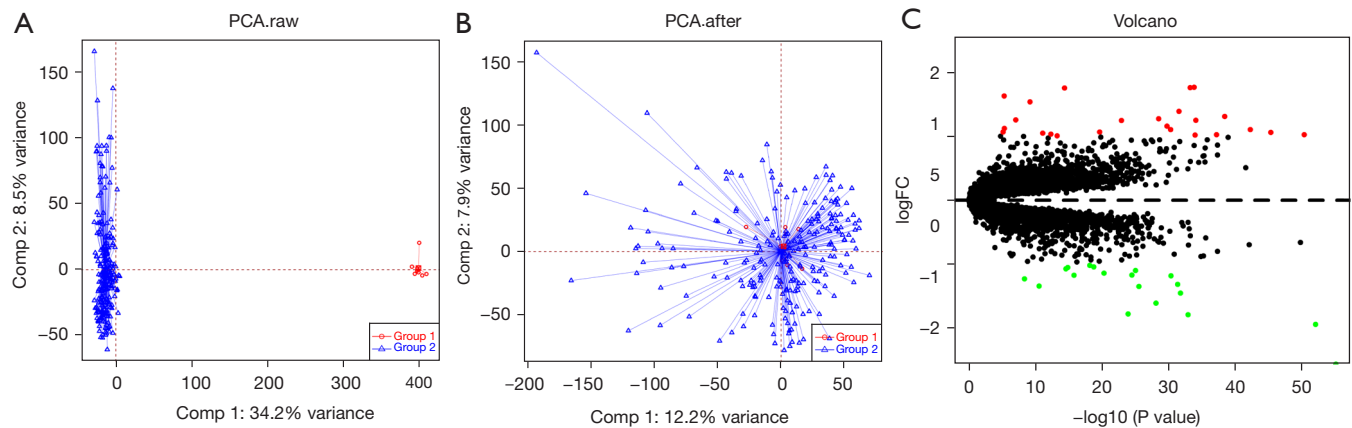 A
PCA.raw
150
100
50
0
−50
Comp 2: 8.5% variance
0
100
200
300
400
Comp 1: 34.2% variance
Group 1
Group 2
B
PCA.after
150
100
50
0
−50
Comp 2: 7.9% variance
−200
−150
−100
−50
0
50
Comp 1: 12.2% variance
Group 1
Group 2
C
Volcano
2
1
5
0
−1
−2
logFC
0
10
20
30
40
50
−log10 (P value)